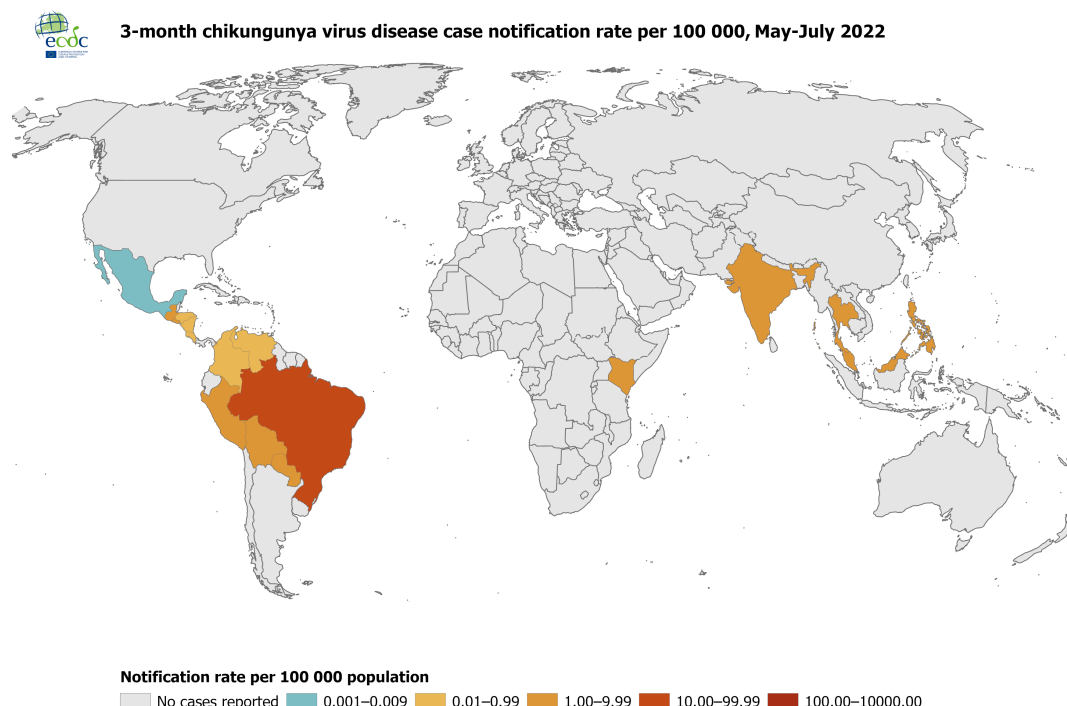 ecdc
3-month chikungunya virus disease case notification rate per 100 000, May-July 2022
Notification rate per 100 000 population
No cases reported 0.001–0.009 0.01–0.99 1.00–9.99 10.00–99.99 100.00–10000.00